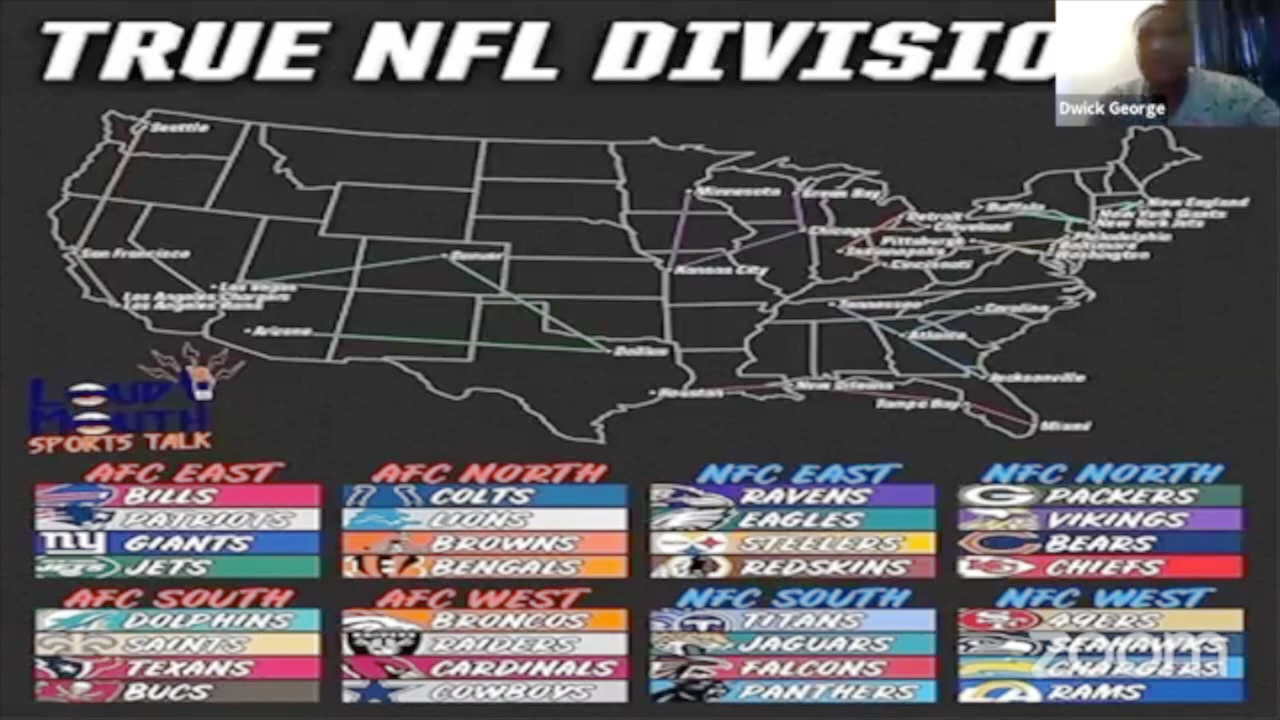 TRUE NFL DIVISIO
Dwick George
Seattle
Minnesota
Green Bay
Buffalo
New England
New York Giants
New York Jets
Detroit
Cleveland
Chicago
Pittsburgh
Philadelphia
Baltimore
Washington
San Francisco
Denver
Indianapolis
Cincinnati
Kansas City
Las Vegas
Los Angeles Chargers
Los Angeles Rams
Tennessee
Carolina
Arizona
Atlanta
Dallas
Jacksonville
Houston
New Orleans
Tampa Bay
Miami
LOUD
MOUTH
SPORTS TALK
AFC EAST
BILLS
PATRIOTS
GIANTS
JETS
AFC NORTH
COLTS
LIONS
BROWNS
BENGALS
NFC EAST
RAVENS
EAGLES
STEELERS
REDSKINS
NFC NORTH
PACKERS
VIKINGS
BEARS
CHIEFS
AFC SOUTH
DOLPHINS
SAINTS
TEXANS
BUCS
AFC WEST
BRONCOS
RAIDERS
CARDINALS
COWBOYS
NFC SOUTH
TITANS
JAGUARS
FALCONS
PANTHERS
NFC WEST
49ERS
CHARGERS
RAMS
zoom